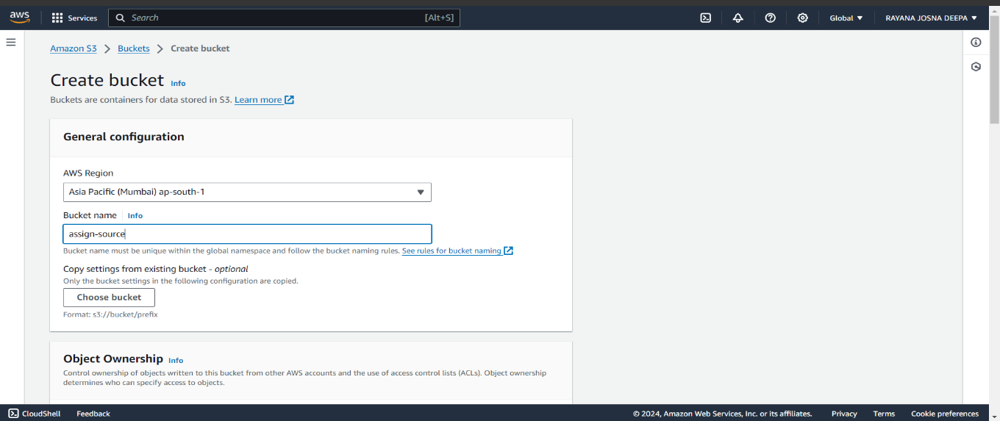 aws Services Search [Alt+S] Global RAYANA JOSNA DEEPA
Amazon S3 Buckets Create bucket
Create bucket Info
Buckets are containers for data stored in S3. Learn more
General configuration
AWS Region
Asia Pacific (Mumbai) ap-south-1
Bucket name Info
assign-source
Bucket name must be unique within the global namespace and follow the bucket naming rules. See rules for bucket naming
Copy settings from existing bucket - optional
Only the bucket settings in the following configuration are copied.
Choose bucket
Format: s3://bucket/prefix
Object Ownership Info
Control ownership of objects written to this bucket from other AWS accounts and the use of access control lists (ACLs). Object ownership
determines who can specify access to objects.
CloudShell Feedback © 2024, Amazon Web Services, Inc. or its affiliates. Privacy Terms Cookie preferences